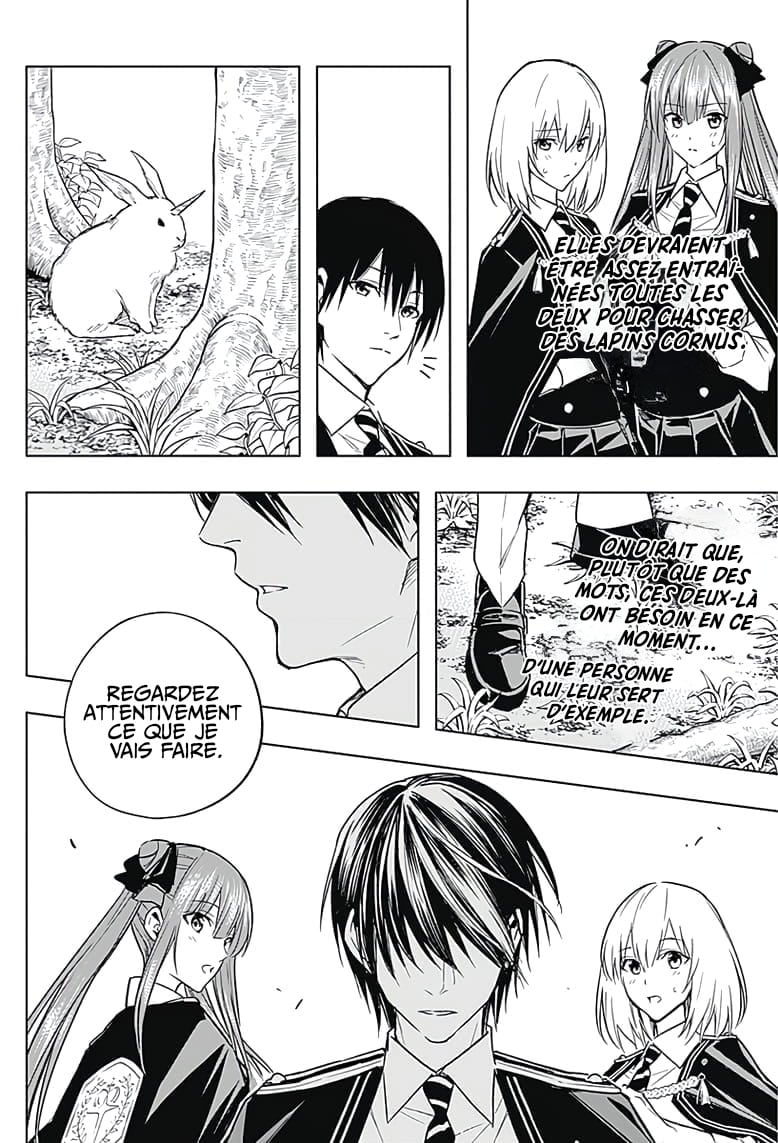 ELLES DEVRAIENT
ÊTRE ASSEZ ENTRAÎ-
NÉES TOUTES LES
DEUX POUR CHASSER
DES LAPINS CORNUS.
ON DIRAIT QUE,
PLUTÔT QUE DES
MOTS, CES DEUX-LÀ
ONT BESOIN EN CE
MOMENT...
D'UNE PERSONNE
QUI LEUR SERT
D'EXEMPLE.
REGARDEZ
ATTENTIVEMENT
CE QUE JE
VAIS FAIRE.